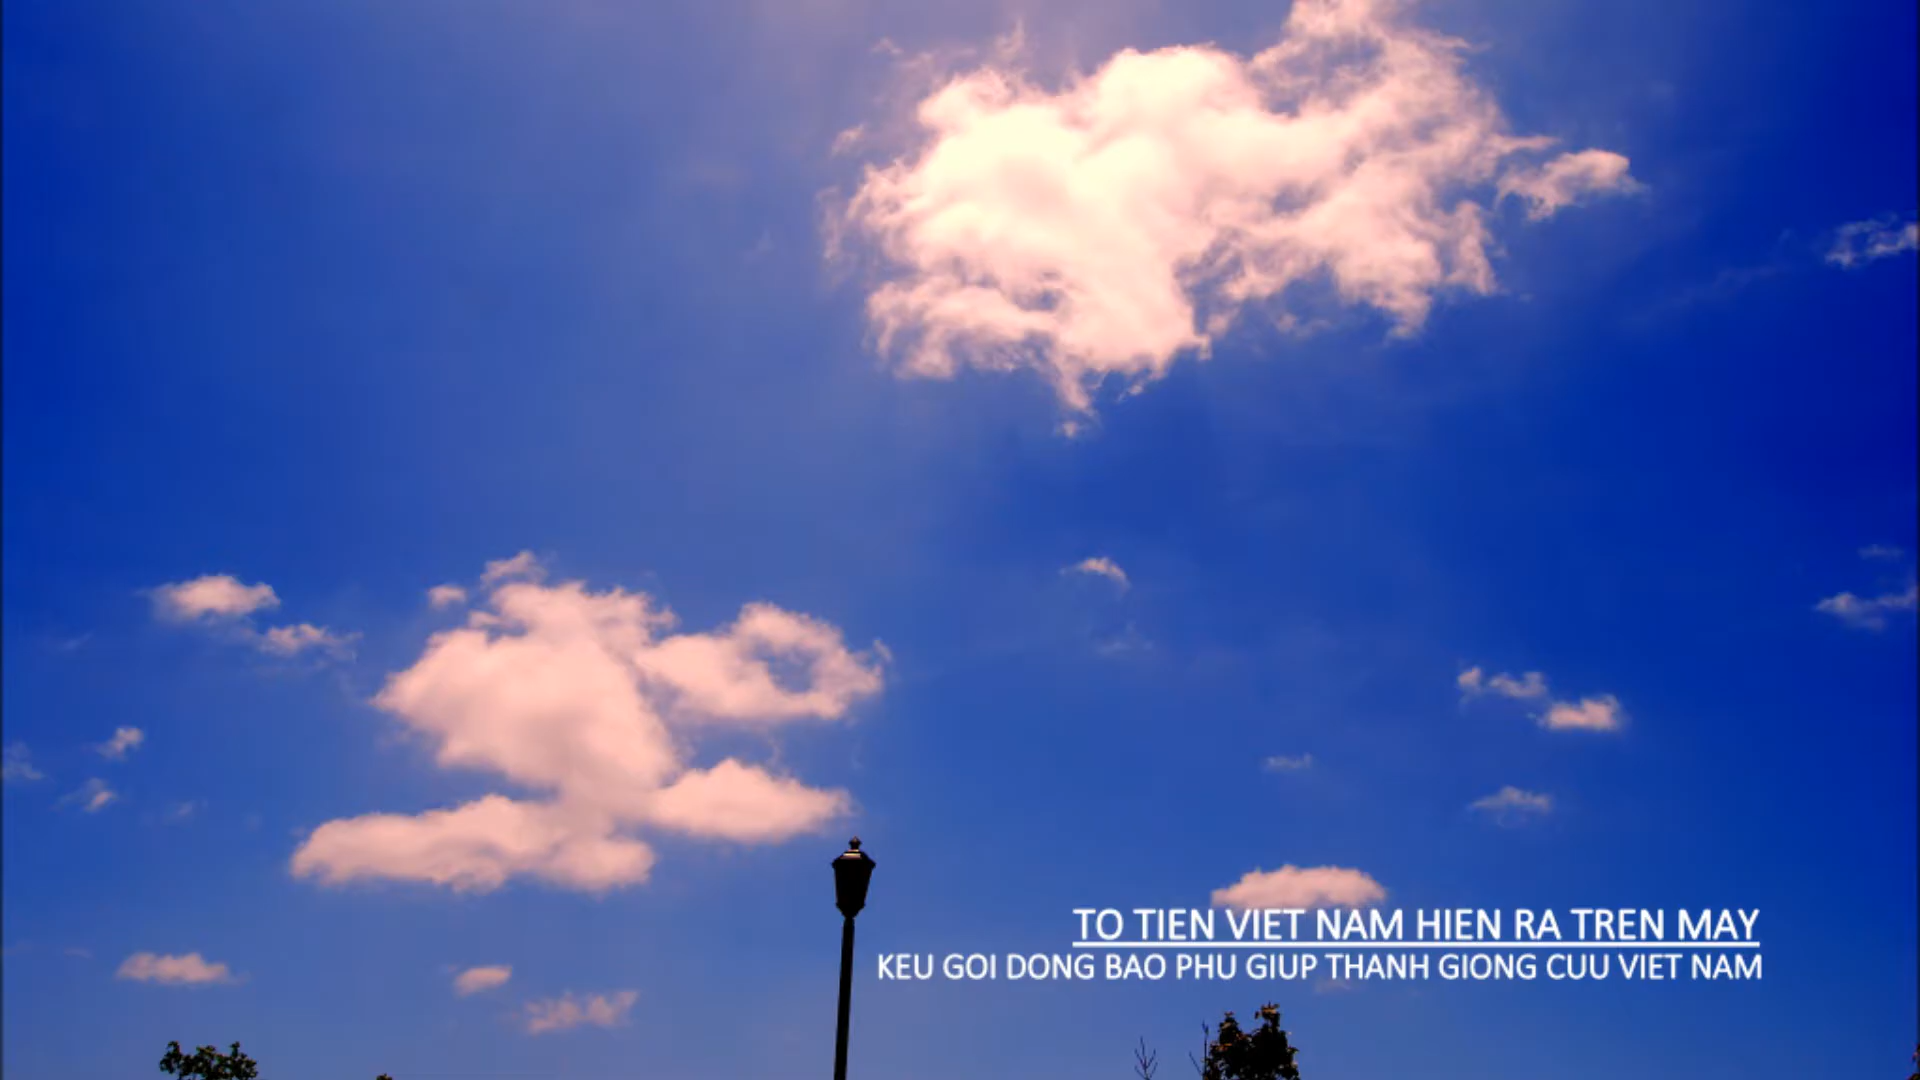 TO TIEN VIET NAM HIEN RA TREN MAY
KEU GOI DONG BAO PHU GIUP THANH GIONG CUU VIET NAM